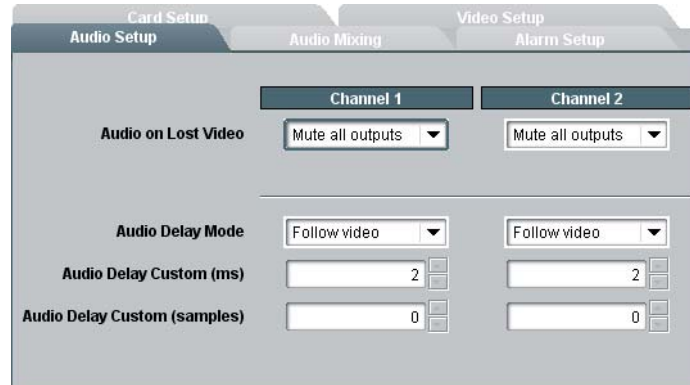 Card Setup Video Setup
Audio Setup Audio Mixing Alarm Setup
Channel 1 Channel 2
Audio on Lost Video Mute all outputs Mute all outputs
Audio Delay Mode Follow video Follow video
Audio Delay Custom (ms) 2 2
Audio Delay Custom (samples) 0 0